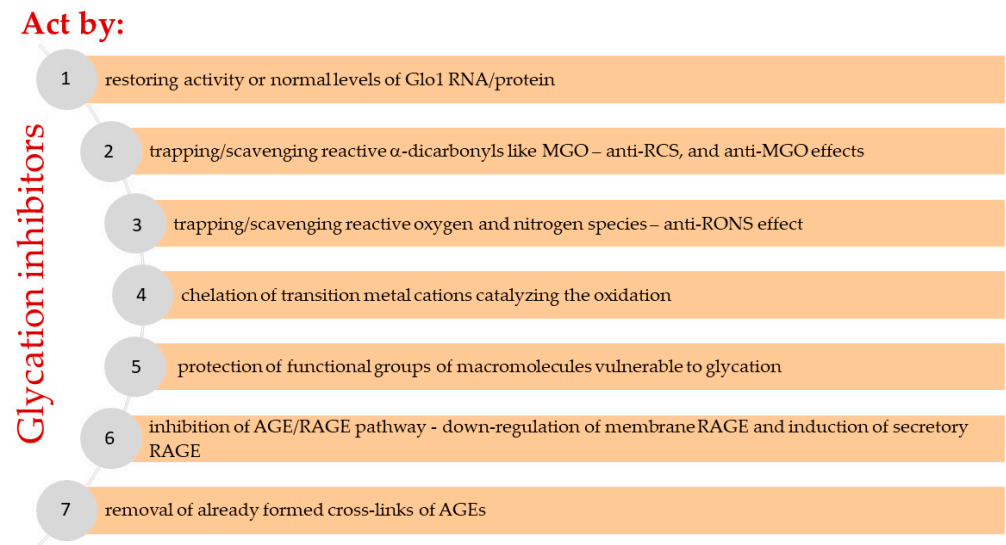 Act by:
Glycation inhibitors
1
restoring activity or normal levels of Glo1 RNA/protein
2
trapping/scavenging reactive α-dicarbonyls like MGO – anti-RCS, and anti-MGO effects
3
trapping/scavenging reactive oxygen and nitrogen species – anti-RONS effect
4
chelation of transition metal cations catalyzing the oxidation
5
protection of functional groups of macromolecules vulnerable to glycation
6
inhibition of AGE/RAGE pathway - down-regulation of membrane RAGE and induction of secretory
RAGE
7
removal of already formed cross-links of AGEs